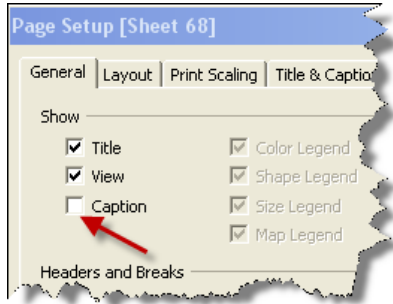 Page Setup [Sheet 68]
General Layout Print Scaling Title &
Show
Title Color Legend
View Shape Legend
Caption Size Legend
Map Legend
Headers and Breaks